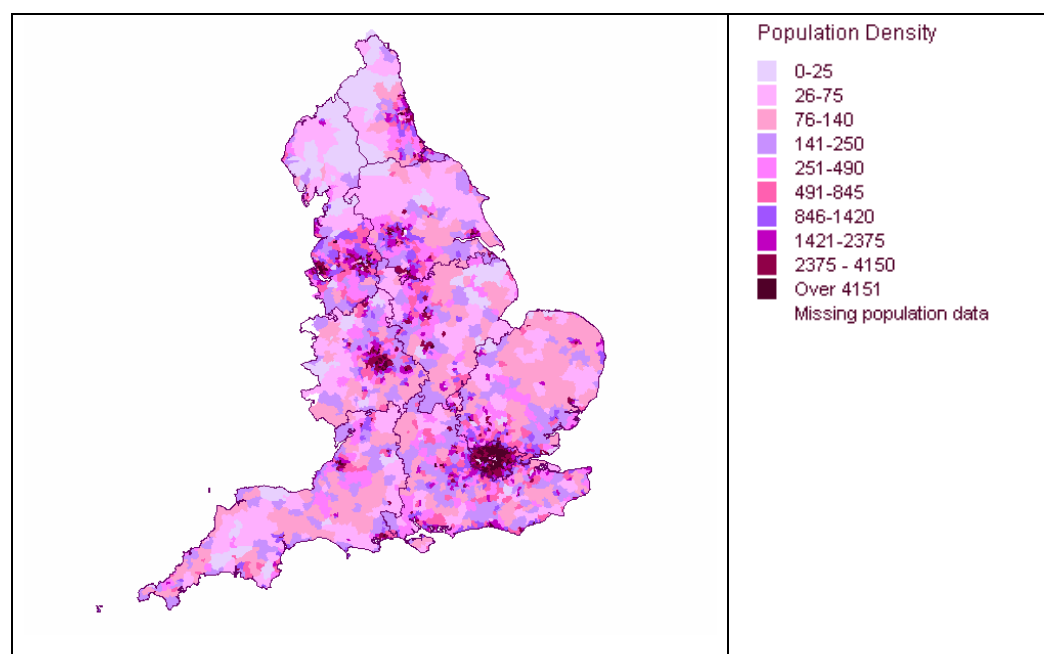 Population Density
0-25
26-75
76-140
141-250
251-490
491-845
846-1420
1421-2375
2375 - 4150
Over 4151
Missing population data